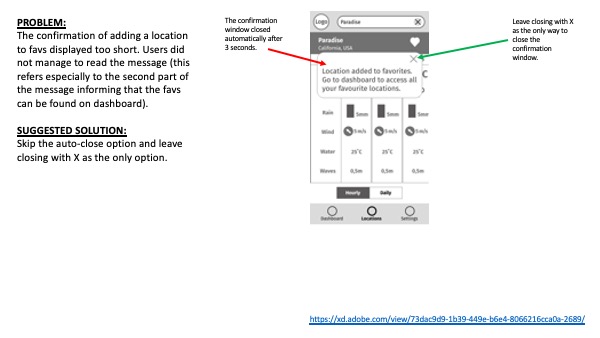 PROBLEM:
The confirmation of adding a location
to favs displayed too short. Users did
not manage to read the message (this
refers especially to the second part of
the message informing that the favs
can be found on dashboard).
SUGGESTED SOLUTION:
Skip the auto-close option and leave
closing with X as the only option.
The confirmation
window closed
automatically after
3 seconds.
Logo
Paradise
Paradise
California, USA
Location added to favorites.
Go to dashboard to access all
your favourite locations.
C
Rain 5mm 5mm 5mm
Wind 5 m/s 5 m/s 5 m/s
Water 25°C 25°C 25°C
Waves 0,5m 0,5m 0,5m
Hourly Daily
Dashboard Locations Settings
Leave closing with X
as the only way to
close the
confirmation
window.
https://xd.adobe.com/view/73dac9d9-1b39-449e-b6e4-8066216cca0a-2689/